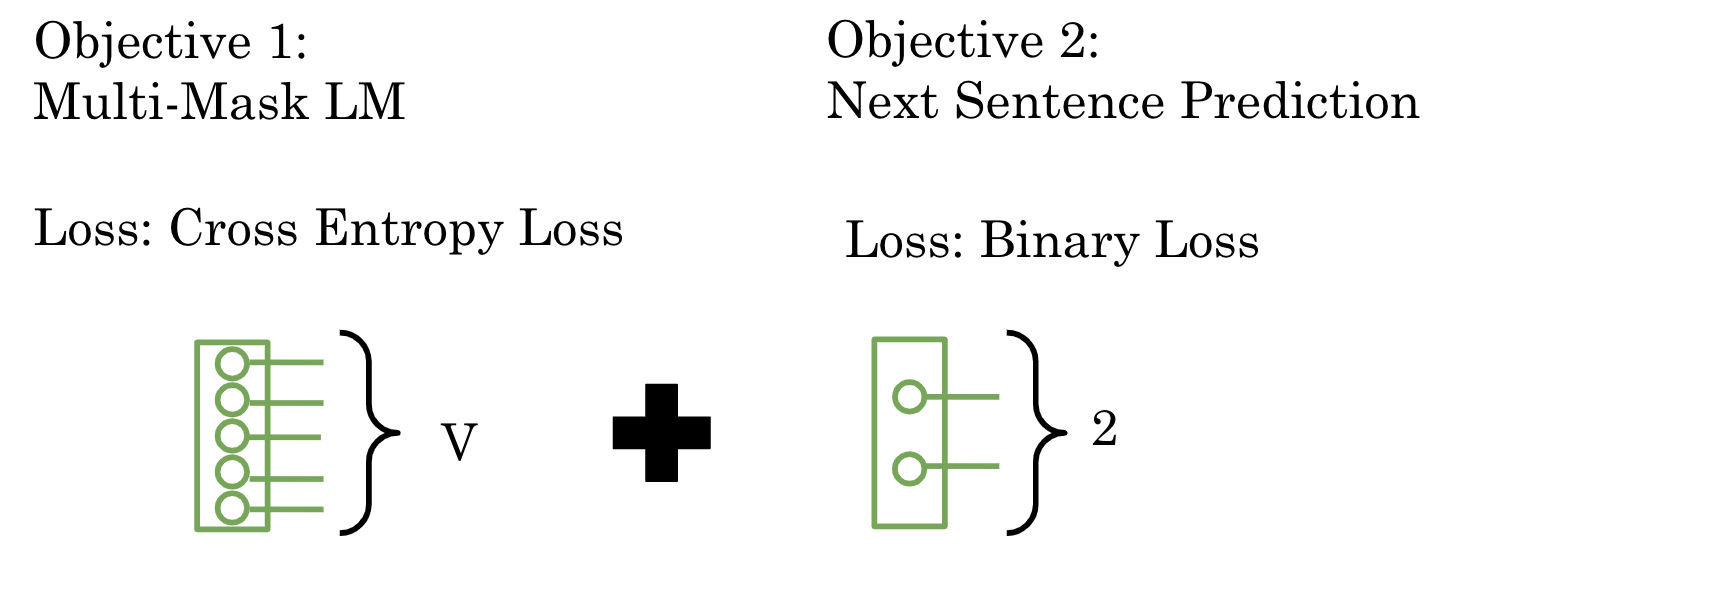 Objective 1:
Multi-Mask LM
Loss: Cross Entropy Loss
V
Objective 2:
Next Sentence Prediction
Loss: Binary Loss
2